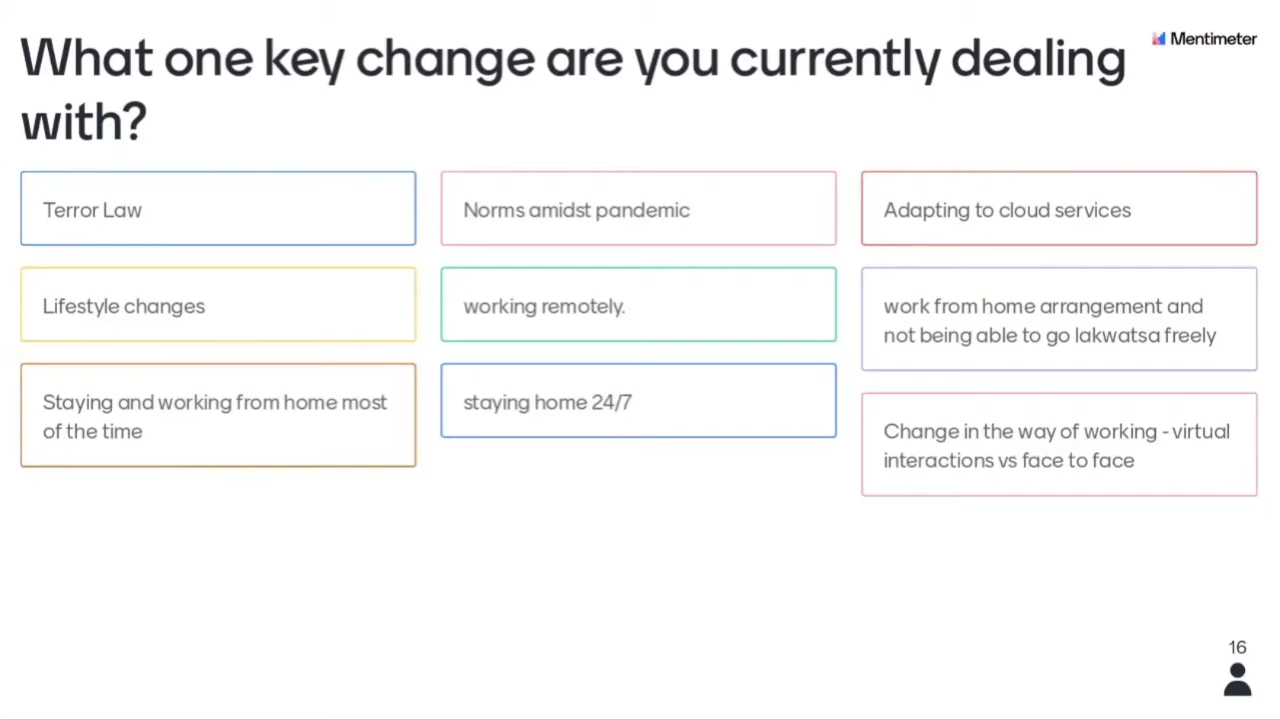 What one key change are you currently dealing
with?
Mentimeter
Terror Law
Norms amidst pandemic
Adapting to cloud services
Lifestyle changes
working remotely.
work from home arrangement and
not being able to go lakwatsa freely
Staying and working from home most
of the time
staying home 24/7
Change in the way of working - virtual
interactions vs face to face
16